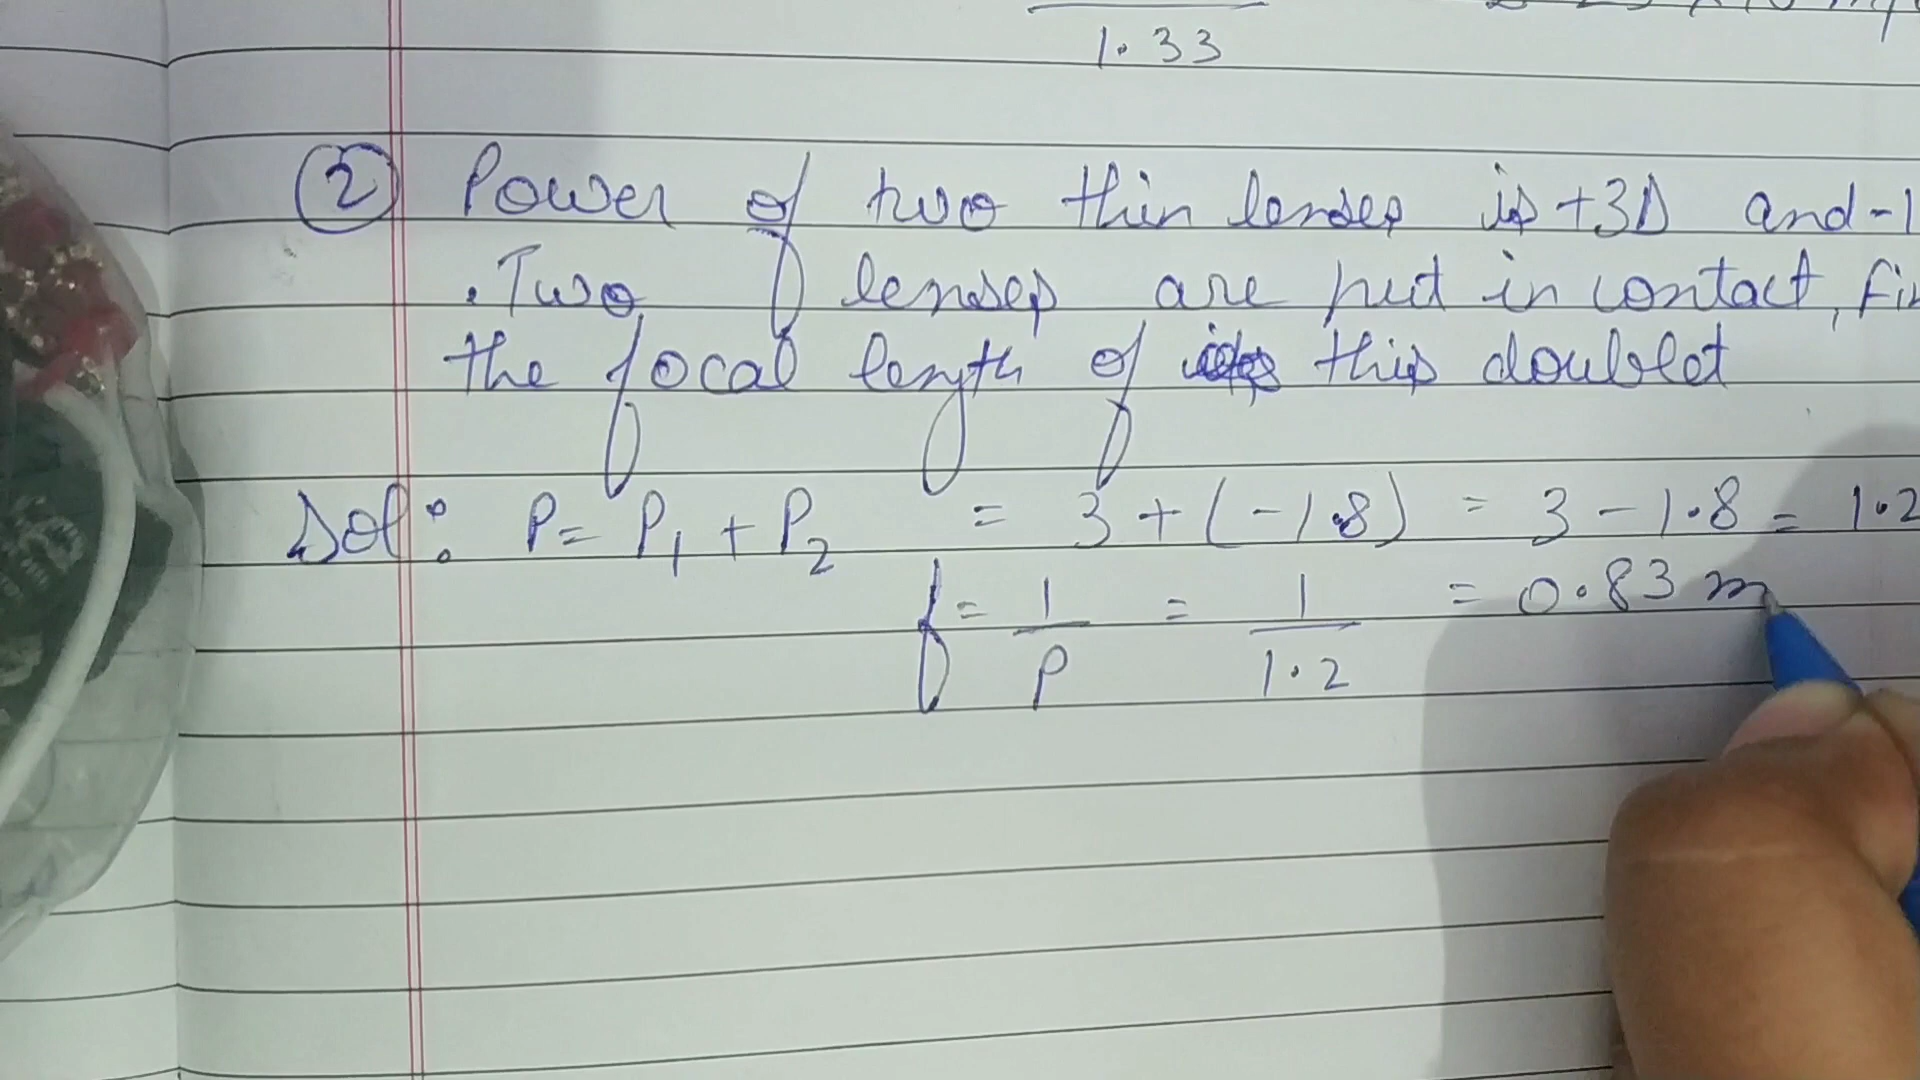 1.33
② Power of two thin lenses is +3D and -1
. Two lenses are put in contact, fin
the focal length of this doublet
Sol: P = P₁ + P₂ = 3 + (-1.8) = 3 - 1.8 = 1.2
f = 1/P = 1/1.2 = 0.83 m